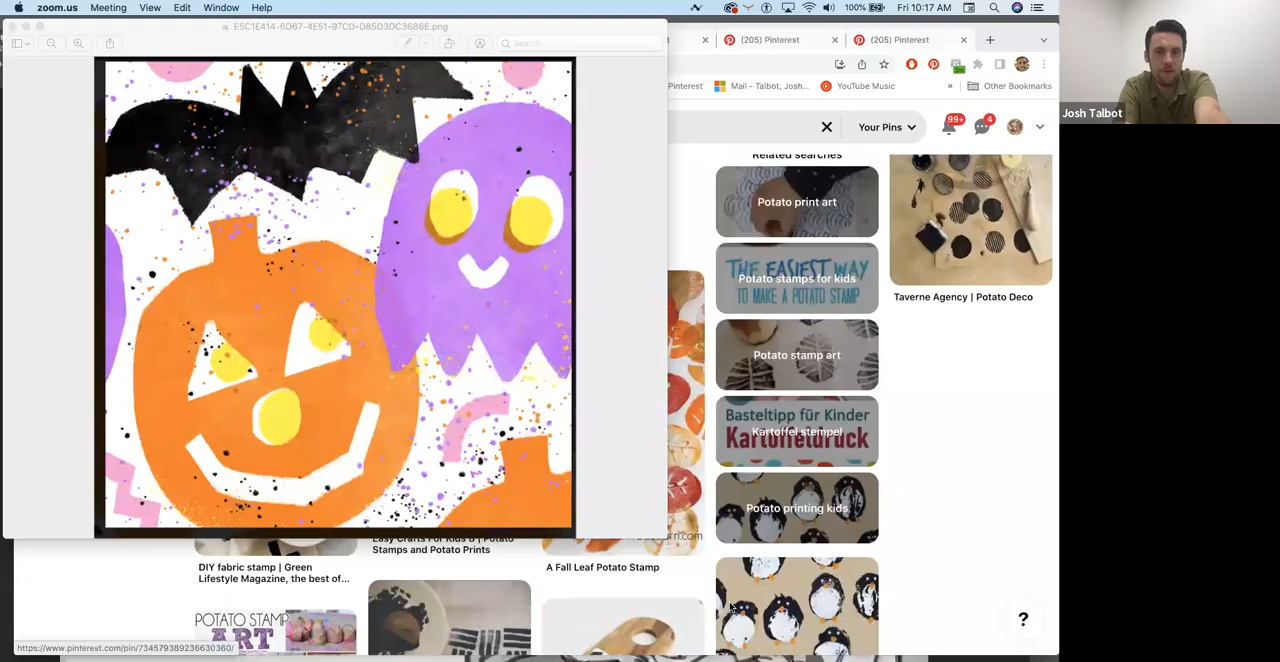 zoom.us Meeting View Edit Window Help
100% Fri 10:17 AM
E5C1E414-6D67-4E51-97CD-D85D3DC3686E.png
Search
(205) Pinterest
(205) Pinterest
Pinterest
Mail - Talbot, Josh...
YouTube Music
»
Other Bookmarks
Your Pins
99+
4
Josh Talbot
Related searches
Potato print art
THE EASIEST WAY
Potato stamps for kids
TO MAKE A POTATO STAMP
Potato stamp art
Basteltipp für Kinder
Kartoffeldruck
Kartoffel stempel
Potato printing kids
Taverne Agency | Potato Deco
DIY fabric stamp | Green
Lifestyle Magazine, the best of...
Easy Crafts For Kids 8 | Potato
Stamps and Potato Prints
A Fall Leaf Potato Stamp
POTATO STAMP
ART
?
https://www.pinterest.com/pin/734579389236630360/